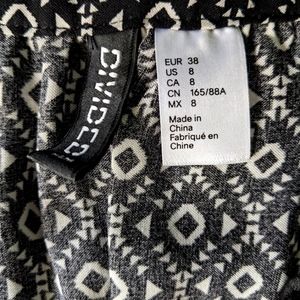 DIVIDED
EUR 38
US 8
CA 8
CN 165/88A
MX 8
Made in
China
Fabriqué en
Chine